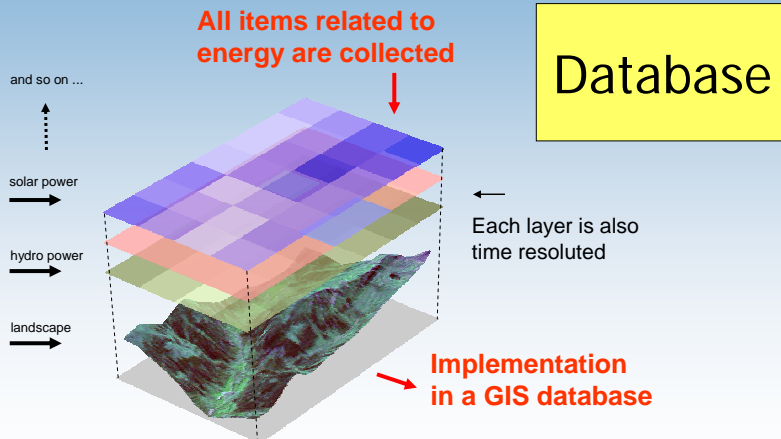 All items related to
energy are collected
Database
and so on ...
solar power
Each layer is also
time resoluted
hydro power
landscape
Implementation
in a GIS database